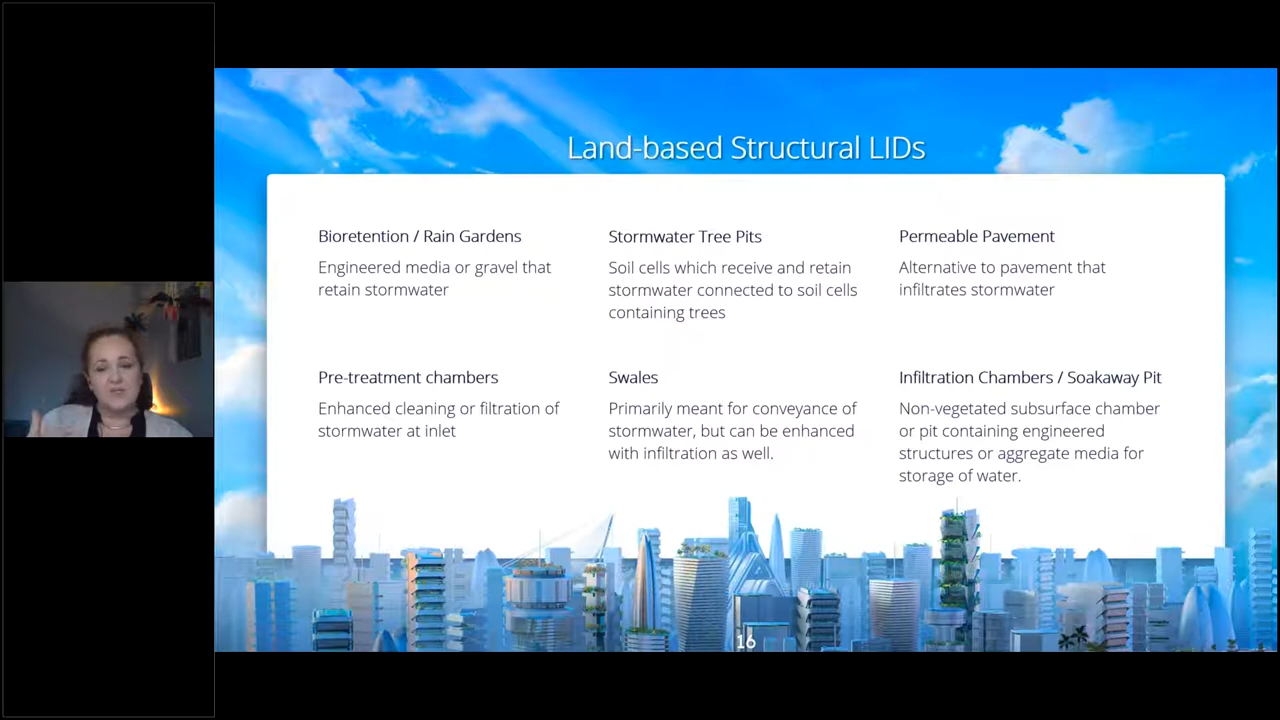 Land-based Structural LIDs
Bioretention / Rain Gardens
Engineered media or gravel that
retain stormwater
Stormwater Tree Pits
Soil cells which receive and retain
stormwater connected to soil cells
containing trees
Permeable Pavement
Alternative to pavement that
infiltrates stormwater
Pre-treatment chambers
Enhanced cleaning or filtration of
stormwater at inlet
Swales
Primarily meant for conveyance of
stormwater, but can be enhanced
with infiltration as well.
Infiltration Chambers / Soakaway Pit
Non-vegetated subsurface chamber
or pit containing engineered
structures or aggregate media for
storage of water.
16